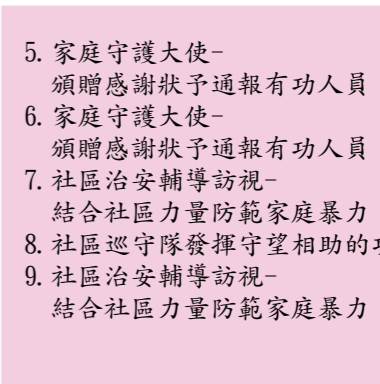 5. 家庭守護大使-
頒贈感謝狀予通報有功人員
6. 家庭守護大使-
頒贈感謝狀予通報有功人員
7. 社區治安輔導訪視-
結合社區力量防範家庭暴力
8. 社區巡守隊發揮守望相助的
9. 社區治安輔導訪視-
結合社區力量防範家庭暴力